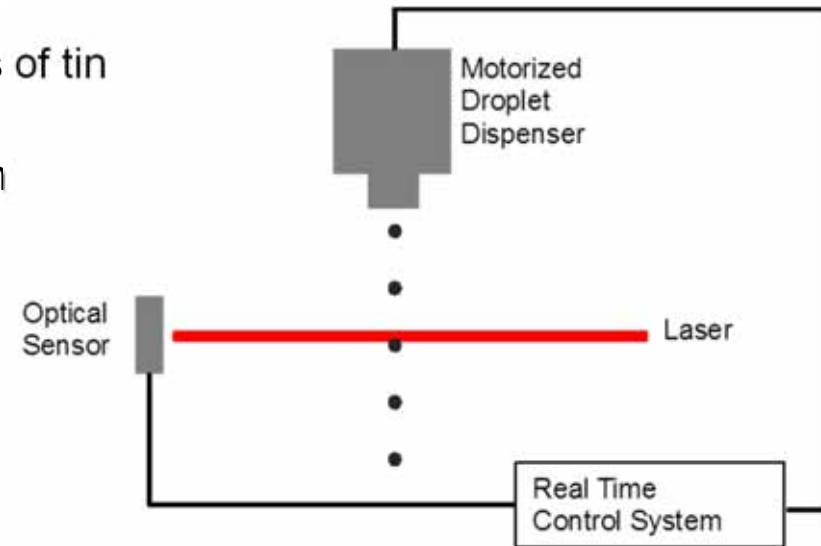 of tin
Motorized
Droplet
Dispenser
Optical
Sensor
Laser
Real Time
Control System